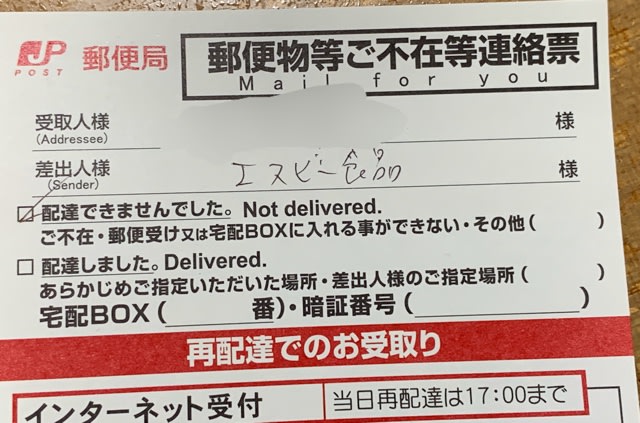 JP POST 郵便局 郵便物等ご不在等連絡票
Mail for you
受取人様 様
(Addressee)
差出人様 エスビー食品 様
(Sender)
☑ 配達できませんでした。Not delivered.
ご不在・郵便受け又は宅配BOXに入れる事ができない・その他( )
□ 配達しました。Delivered.
あらかじめご指定いただいた場所・差出人様のご指定場所( )
宅配BOX( 番)・暗証番号( )
再配達でのお受取り
インターネット受付 当日再配達は17:00まで